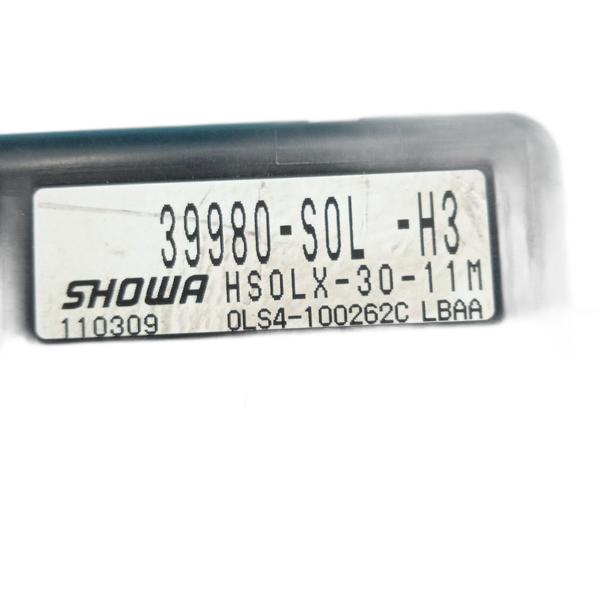 39980-S0L -H3
SHOWA HS0LX-30-11M
110309 0LS4-100262C LBAA